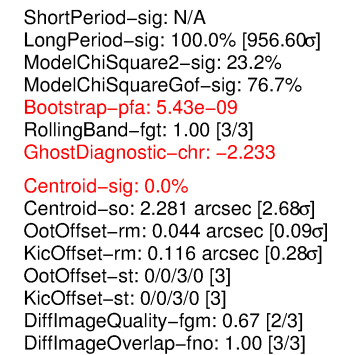 ShortPeriod−sig: N/A
LongPeriod−sig: 100.0% [956.60σ]
ModelChiSquare2−sig: 23.2%
ModelChiSquareGof−sig: 76.7%
Bootstrap−pfa: 5.43e−09
RollingBand−fgt: 1.00 [3/3]
GhostDiagnostic−chr: −2.233
Centroid−sig: 0.0%
Centroid−so: 2.281 arcsec [2.68σ]
OotOffset−rm: 0.044 arcsec [0.09σ]
KicOffset−rm: 0.116 arcsec [0.28σ]
OotOffset−st: 0/0/3/0 [3]
KicOffset−st: 0/0/3/0 [3]
DiffImageQuality−fgm: 0.67 [2/3]
DiffImageOverlap−fno: 1.00 [3/3]